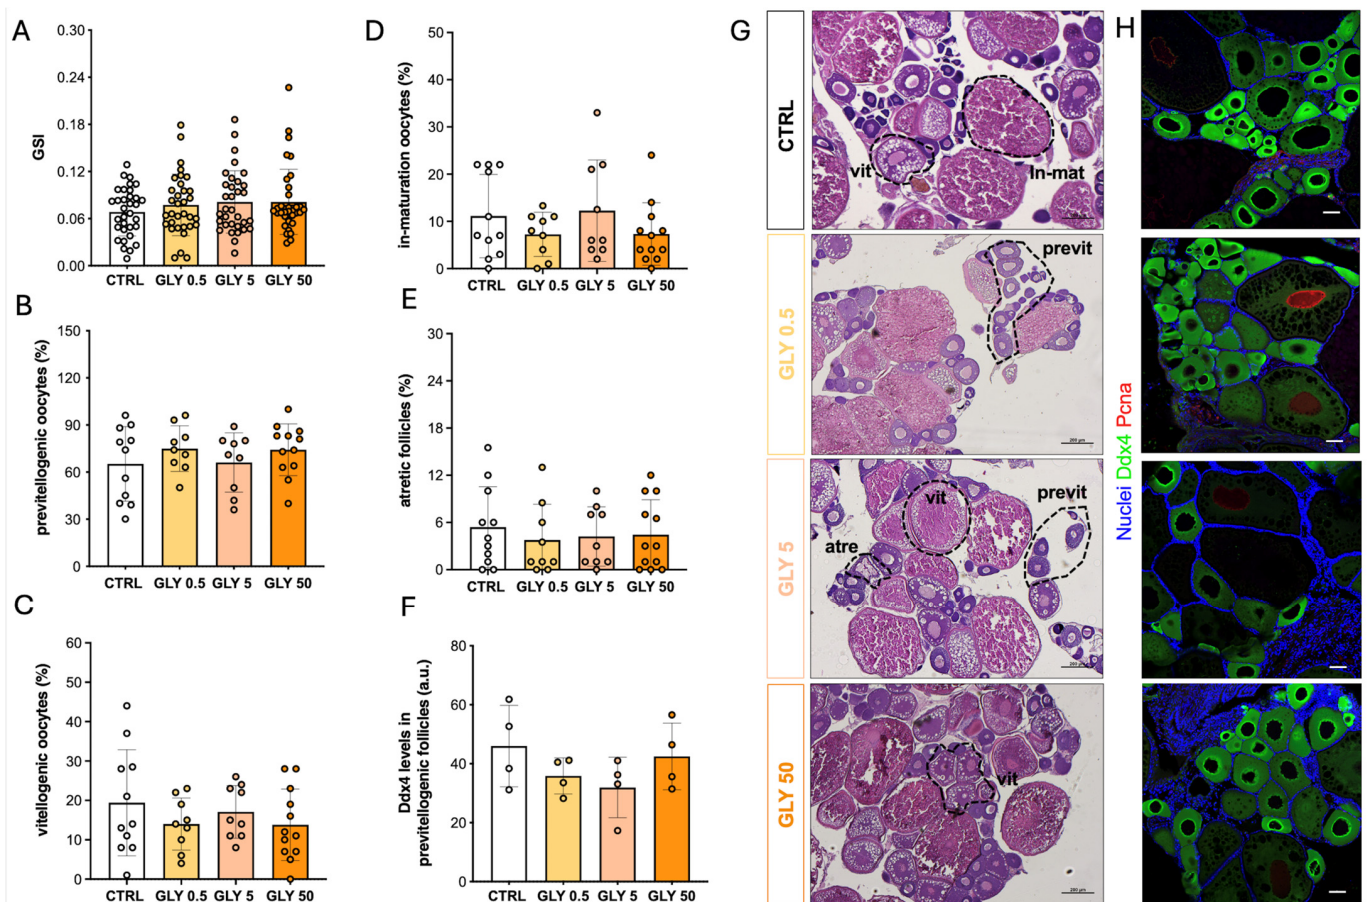 A
GSI
0.30
0.24
0.18
0.12
0.06
0.00
CTRL GLY 0.5 GLY 5 GLY 50
B
previtellogenic oocytes (%)
150
120
90
60
30
0
CTRL GLY 0.5 GLY 5 GLY 50
C
vitellogenic oocytes (%)
60
50
40
30
20
10
0
CTRL GLY 0.5 GLY 5 GLY 50
D
in-maturation oocytes (%)
50
40
30
20
10
0
CTRL GLY 0.5 GLY 5 GLY 50
E
atretic follicles (%)
30
24
18
12
6
0
CTRL GLY 0.5 GLY 5 GLY 50
F
Ddx4 levels in
previtellogenic follicles (a.u.)
80
60
40
20
0
CTRL GLY 0.5 GLY 5 GLY 50
G
CTRL
vit
In-mat
GLY 0.5
previt
200 µm
GLY 5
vit
previt
atre
200 µm
GLY 50
vit
200 µm
H
Nuclei Ddx4 Pcna